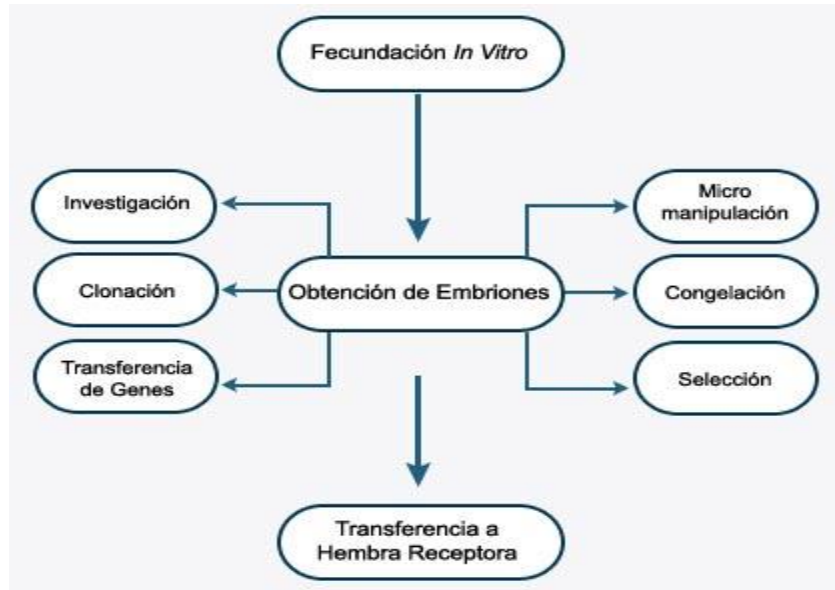 Fecundación In Vitro
Investigación
Micro
manipulación
Clonación
Obtención de Embriones
Congelación
Transferencia
de Genes
Selección
Transferencia a
Hembra Receptora